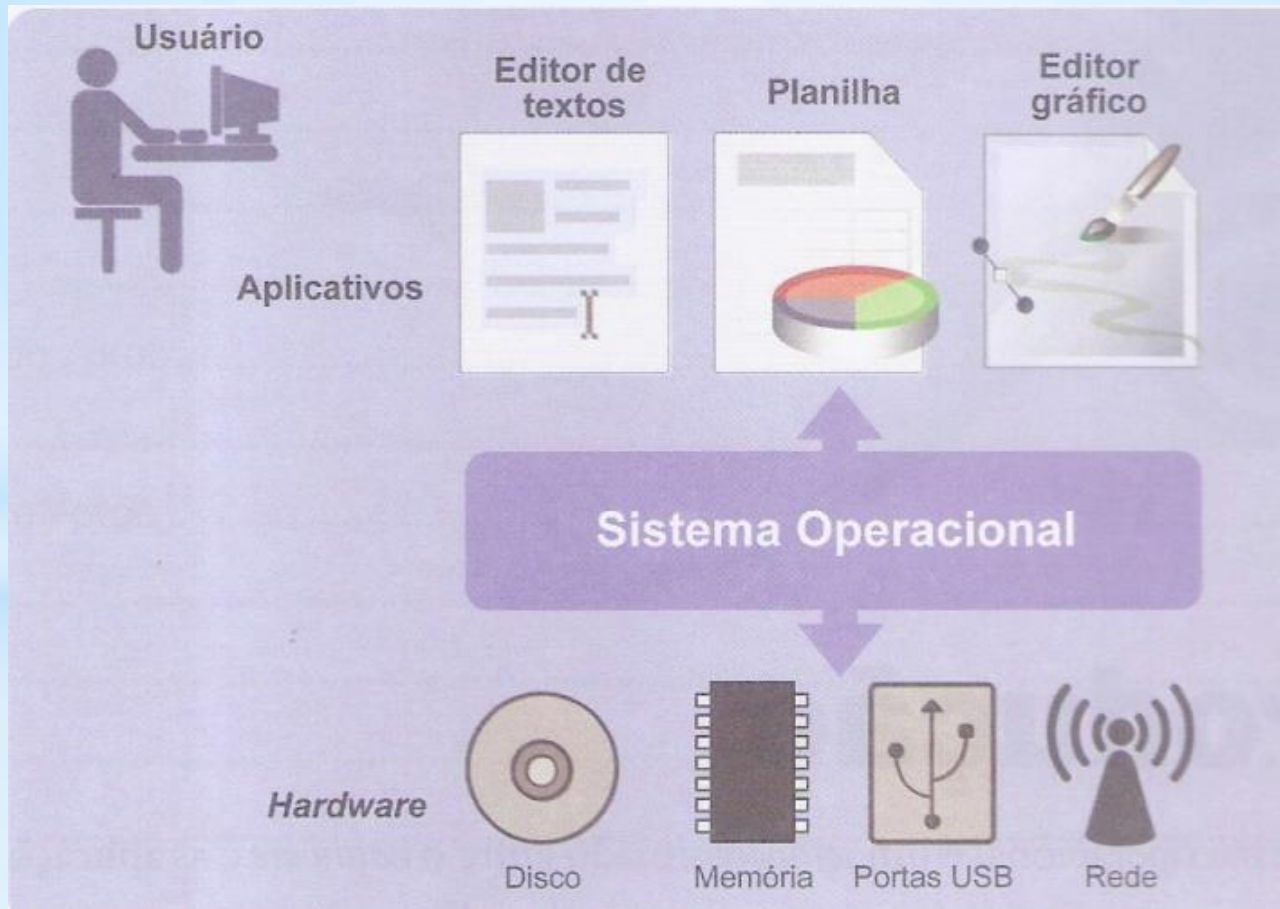 Usuário
Editor de
textos
Planilha
Editor
gráfico
Aplicativos
Sistema Operacional
Hardware
Disco
Memória
Portas USB
Rede